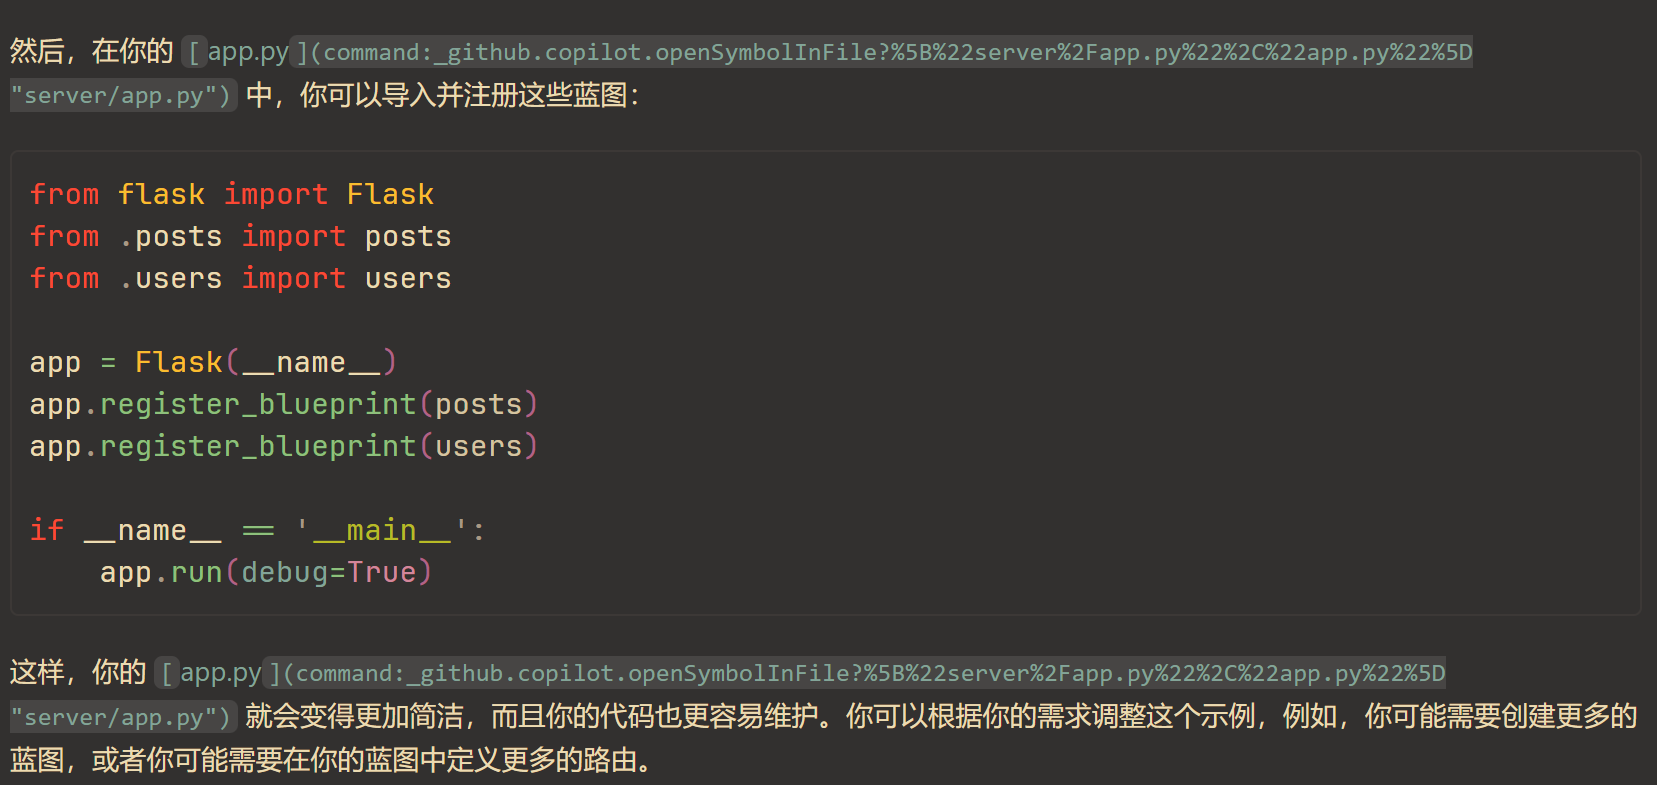 然后，在你的 [app.py](command:_github.copilot.openSymbolInFile?%5B%22server%2Fapp.py%22%2C%22app.py%22%5D
"server/app.py") 中，你可以导入并注册这些蓝图：
from flask import Flask
from .posts import posts
from .users import users
app = Flask(__name__)
app.register_blueprint(posts)
app.register_blueprint(users)
if __name__ == '__main__':
    app.run(debug=True)
这样，你的 [app.py](command:_github.copilot.openSymbolInFile?%5B%22server%2Fapp.py%22%2C%22app.py%22%5D
"server/app.py") 就会变得更加简洁，而且你的代码也更容易维护。你可以根据你的需求调整这个示例，例如，你可能需要创建更多的
蓝图，或者你可能需要在你的蓝图中定义更多的路由。